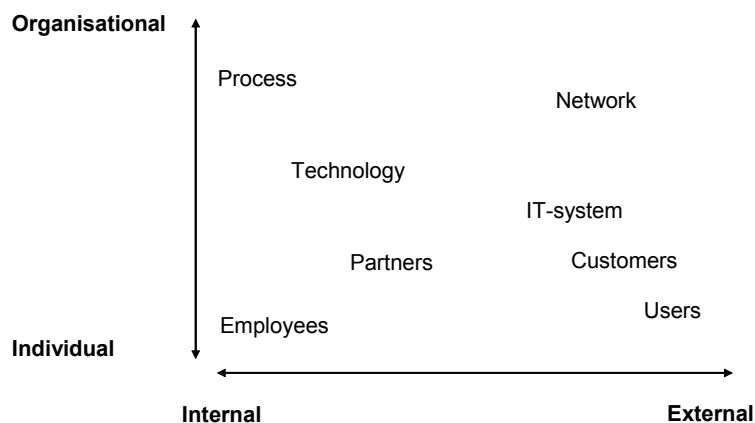 Organisational
Process
Network
Technology
IT-system
Partners
Customers
Users
Employees
Individual
Internal
External